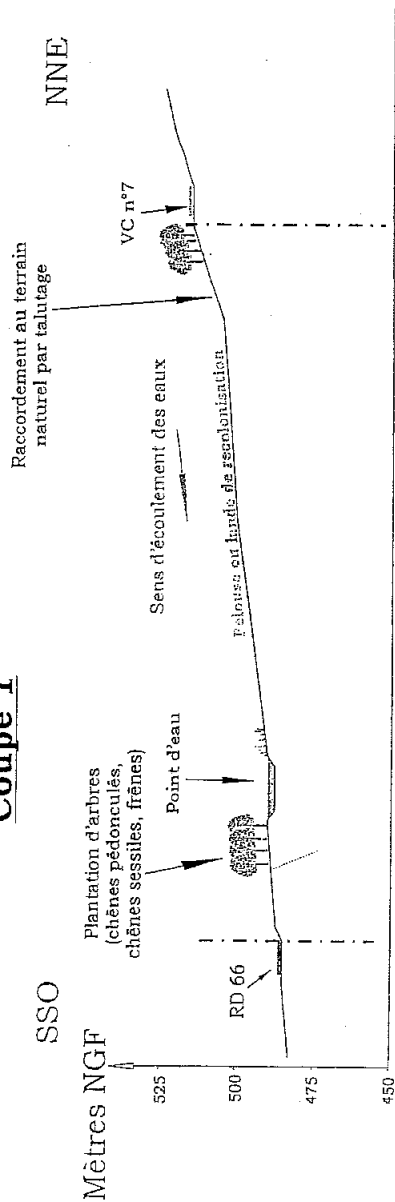 Coupe 1
SSO
NNE
Mètres NGF
525
500
475
450
RD 66
Plantation d'arbres
(chênes pédonculés,
chênes sessiles, frênes)
Point d'eau
Sens d'écoulement des eaux
Pelouse ou lande de recolonisation
Raccordement au terrain
naturel par talutage
VC n°7